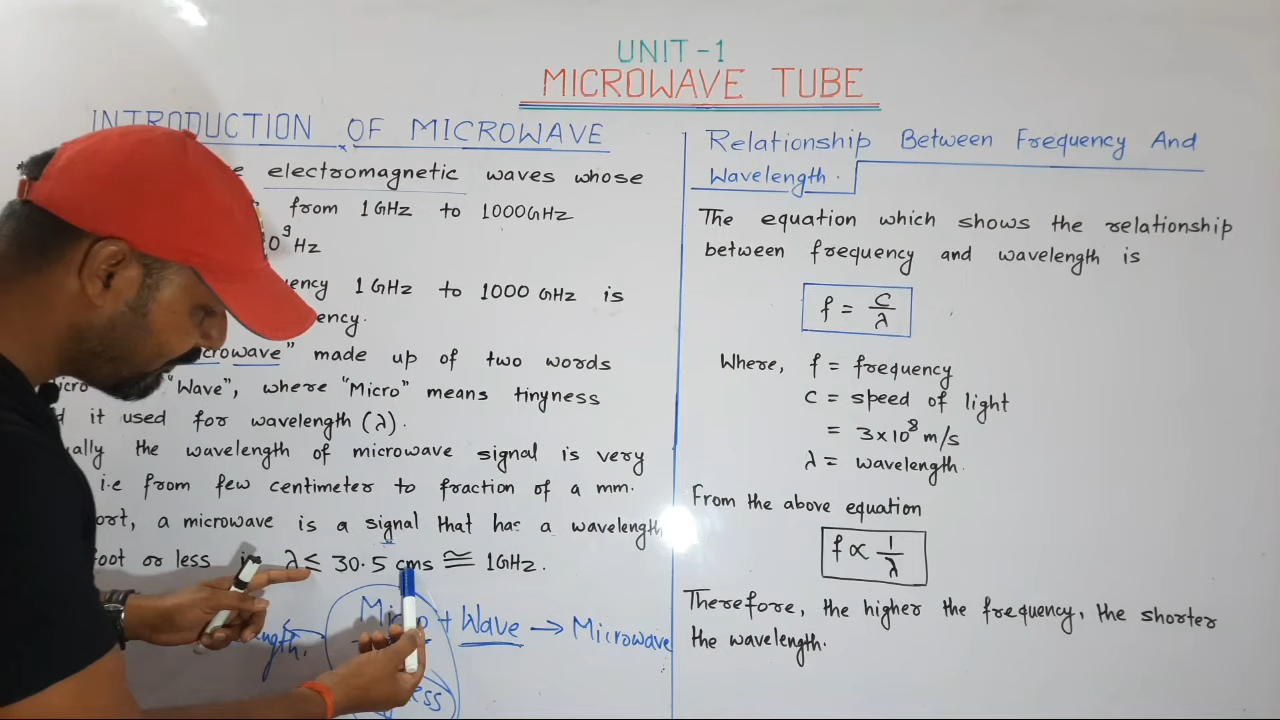 UNIT-1
MICROWAVE TUBE
INTRODUCTION OF MICROWAVE
electromagnetic waves whose
from 1GHz to 1000GHz
Hz
1GHz to 1000GHz is
made up of two words
"Wave", where "Micro" means tinyness
it used for wavelength (λ).
the wavelength of microwave signal is very
i.e from few centimeter to fraction of a mm.
a microwave is a signal that has a wavelength
foot or less λ ≤ 30.5 cms ≅ 1GHz.
+ Wave → Microwave
Relationship Between Frequency And
Wavelength.
The equation which shows the relationship
between frequency and wavelength is
f = c/λ
Where, f = frequency
C = speed of light
= 3×10⁸ m/s
λ = wavelength.
From the above equation
f ∝ 1/λ
Therefore, the higher the frequency, the shorter
the wavelength.